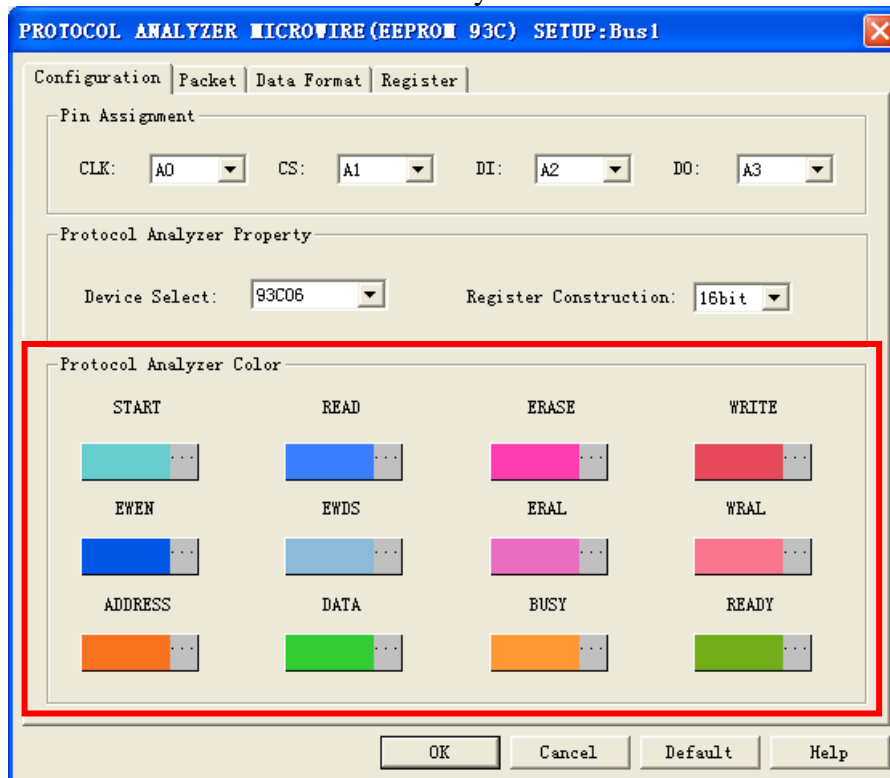 PROTOCOL ANALYZER MICROWIRE(EEPROM 93C) SETUP:Bus1
Configuration Packet Data Format Register
Pin Assignment
CLK: A0 CS: A1 DI: A2 DO: A3
Protocol Analyzer Property
Device Select: 93C06 Register Construction: 16bit
Protocol Analyzer Color
START READ ERASE WRITE
... ... ... ...
EWEN EWDS ERAL WRAL
... ... ... ...
ADDRESS DATA BUSY READY
... ... ... ...
OK Cancel Default Help